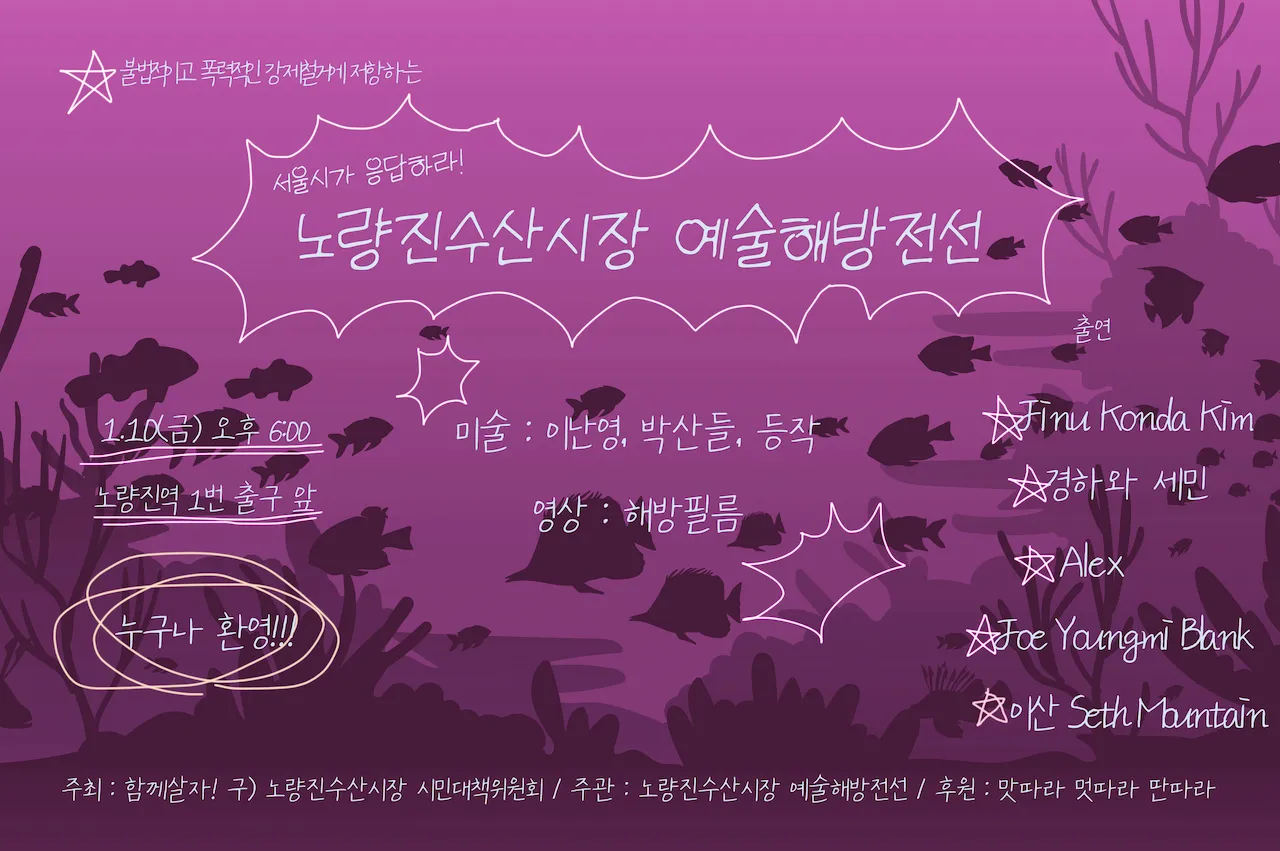 불법적이고 폭력적인 강제철거에 저항하는
서울시가 응답하라!
노량진수산시장 예술해방전선
출연
1.10(금) 오후 6:00
미술 : 이난영, 박산들, 등작
Jinu Konda Kim
노량진역 1번 출구 앞
영상 : 해방필름
경하와 세민
Alex
누구나 환영!!!
Joe Youngmi Blank
이산 Seth Mountain
주최 : 함께살자! 구) 노량진수산시장 시민대책위원회 / 주관 : 노량진수산시장 예술해방전선 / 후원 : 맛따라 멋따라 딴따라